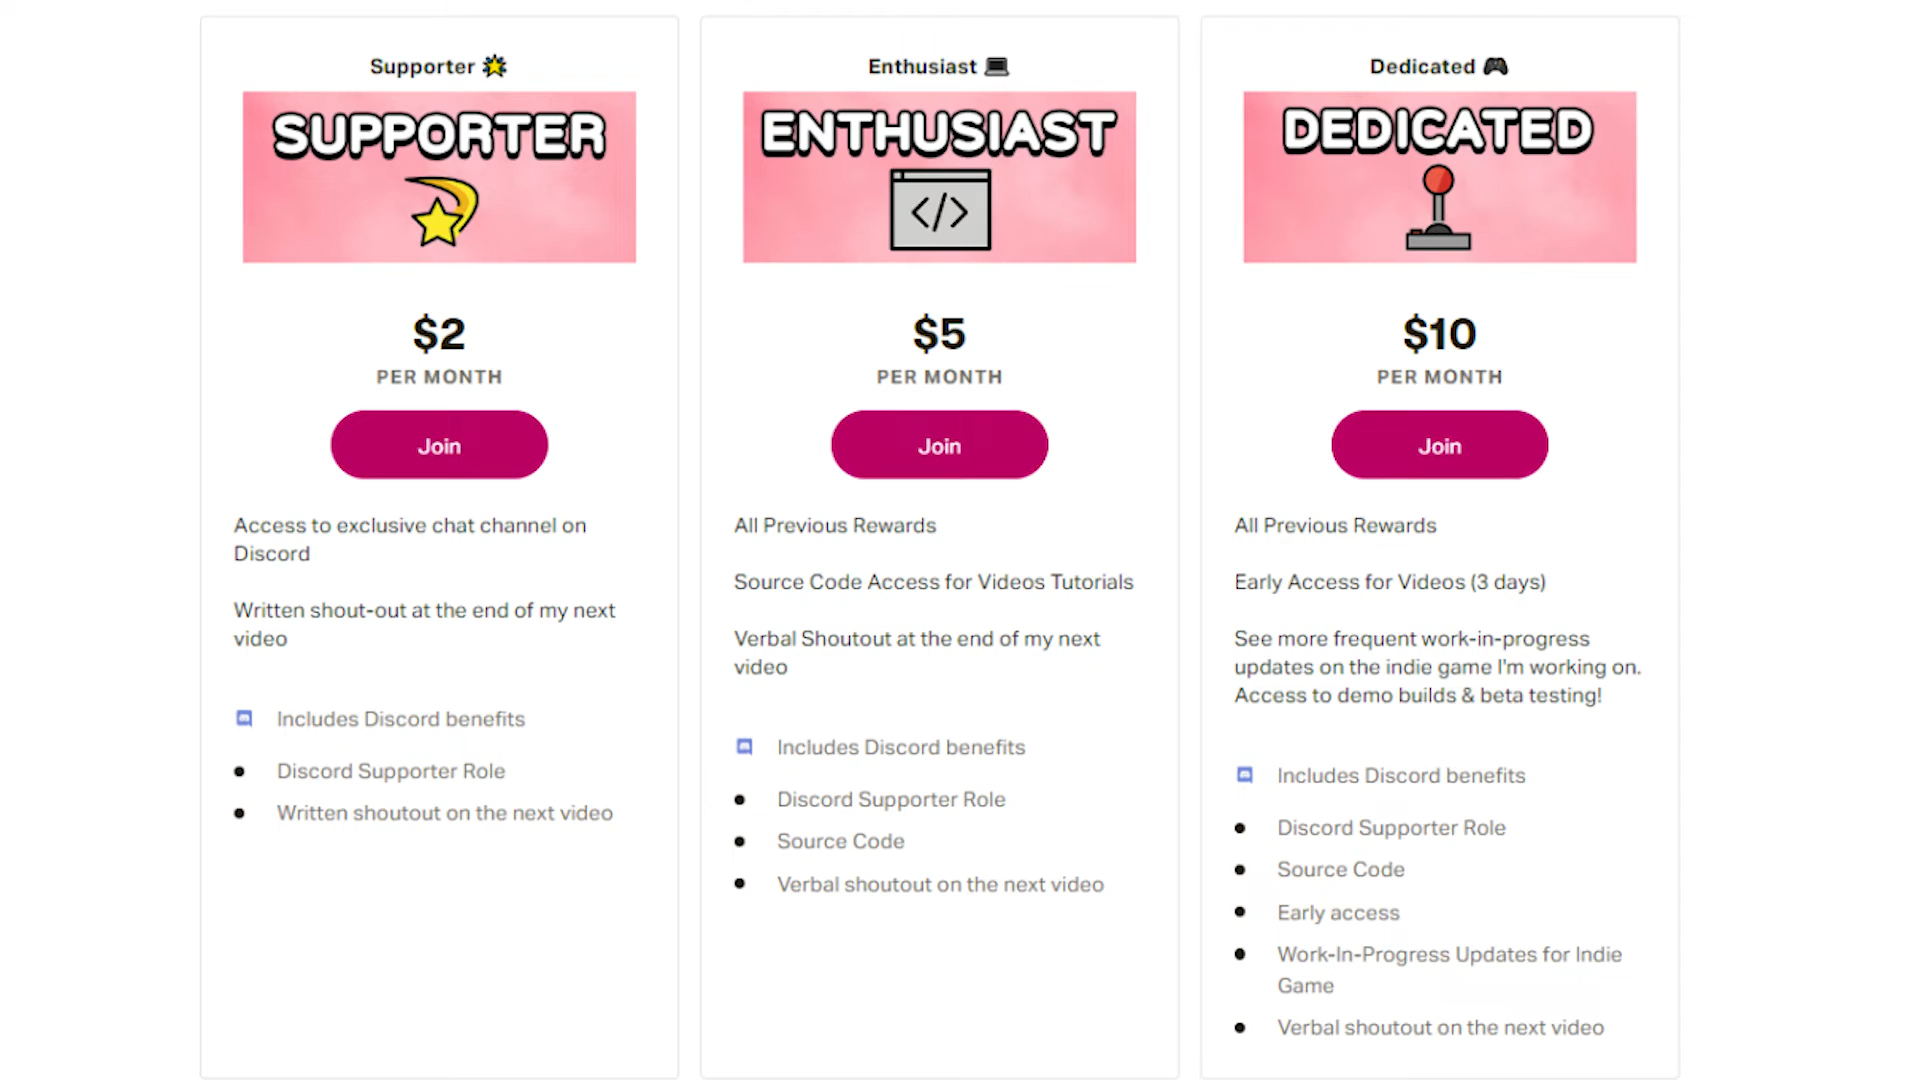 Supporter
SUPPORTER
$2
PER MONTH
Join
Access to exclusive chat channel on
Discord
Written shout-out at the end of my next
video
Includes Discord benefits
Discord Supporter Role
Written shoutout on the next video
Enthusiast
ENTHUSIAST
</>
$5
PER MONTH
Join
All Previous Rewards
Source Code Access for Videos Tutorials
Verbal Shoutout at the end of my next
video
Includes Discord benefits
Discord Supporter Role
Source Code
Verbal shoutout on the next video
Dedicated
DEDICATED
$10
PER MONTH
Join
All Previous Rewards
Early Access for Videos (3 days)
See more frequent work-in-progress
updates on the indie game I'm working on.
Access to demo builds & beta testing!
Includes Discord benefits
Discord Supporter Role
Source Code
Early access
Work-In-Progress Updates for Indie
Game
Verbal shoutout on the next video